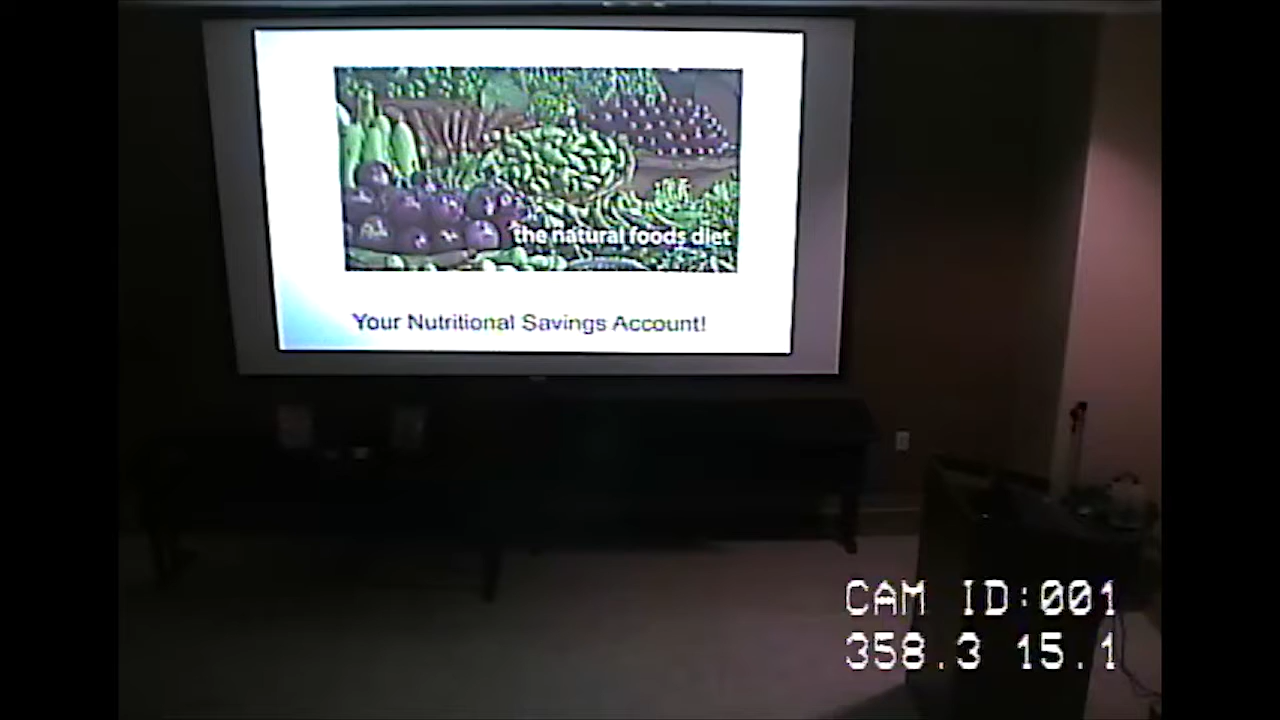 the natural foods diet
Your Nutritional Savings Account!
CAM ID:001
358.3 15.1